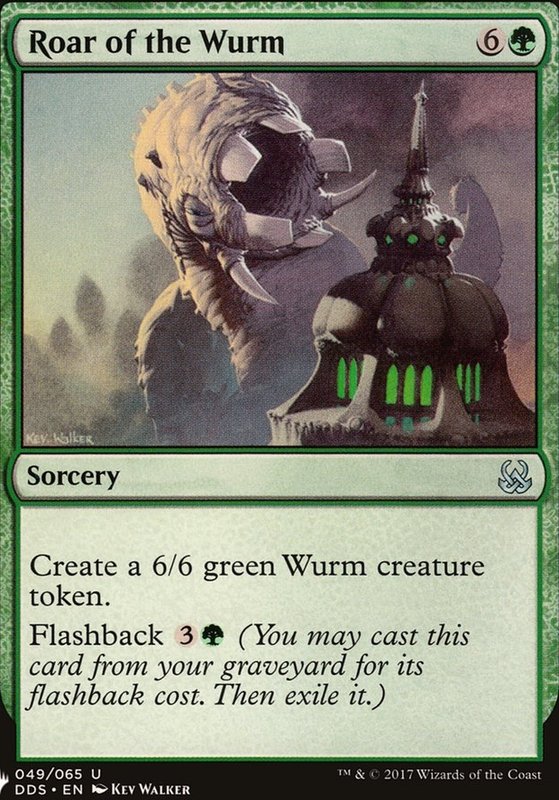 Roar of the Wurm 6
KEV WALKER
Sorcery
Create a 6/6 green Wurm creature
token.
Flashback 3 (You may cast this
card from your graveyard for its
flashback cost. Then exile it.)
049/065 U
™ & © 2017 Wizards of the Coast
DDS • EN KEV WALKER